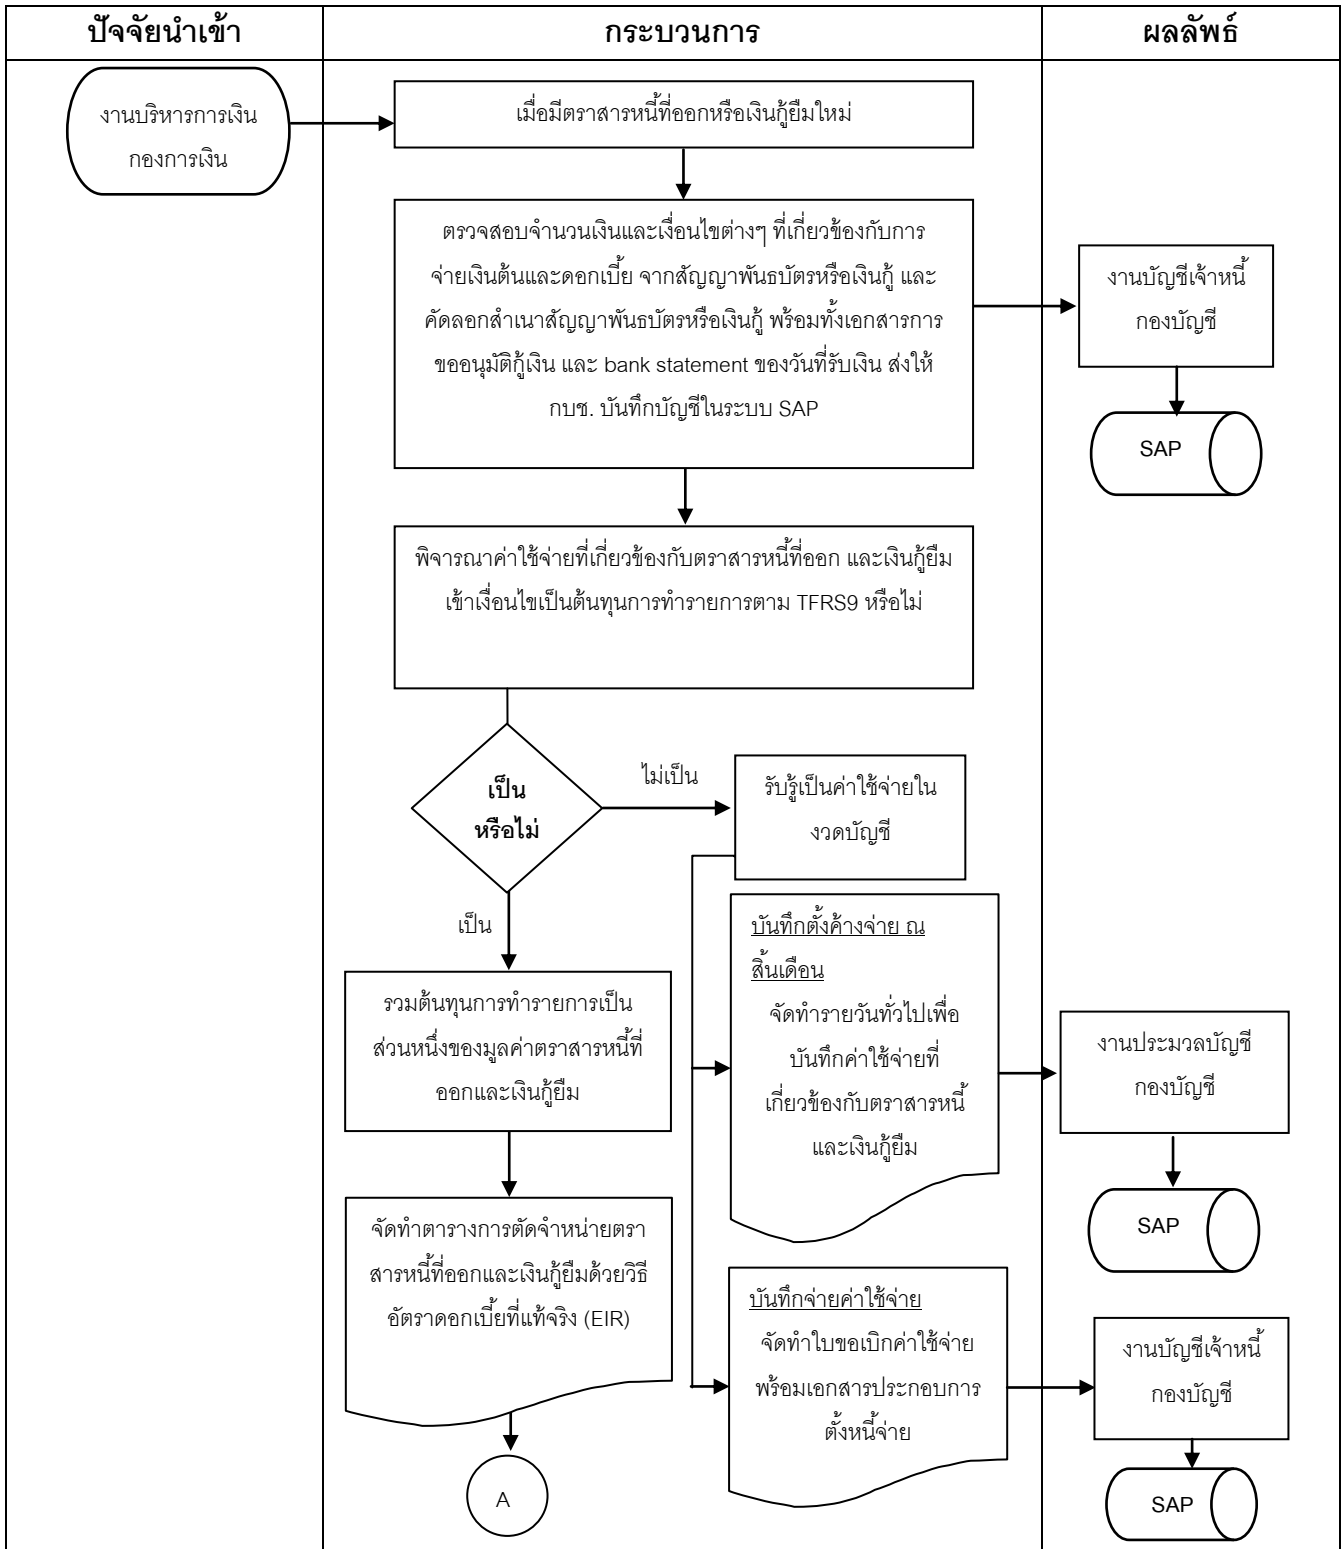 ปัจจัยนำเข้า
กระบวนการ
ผลลัพธ์
งานบริหารการเงิน
กองการเงิน
เมื่อมีตราสารหนี้ที่ออกหรือเงินกู้ยืมใหม่
ตรวจสอบจำนวนเงินและเงื่อนไขต่างๆ ที่เกี่ยวข้องกับการ
จ่ายเงินต้นและดอกเบี้ย จากสัญญาพันธบัตรหรือเงินกู้ และ
คัดลอกสำเนาสัญญาพันธบัตรหรือเงินกู้ พร้อมทั้งเอกสารการ
ขออนุมัติกู้เงิน และ bank statement ของวันที่รับเงิน ส่งให้
กบช. บันทึกบัญชีในระบบ SAP
งานบัญชีเจ้าหนี้
กองบัญชี
SAP
พิจารณาค่าใช้จ่ายที่เกี่ยวข้องกับตราสารหนี้ที่ออก และเงินกู้ยืม
เข้าเงื่อนไขเป็นต้นทุนการทำรายการตาม TFRS9 หรือไม่
เป็น
หรือไม่
ไม่เป็น
รับรู้เป็นค่าใช้จ่ายใน
งวดบัญชี
เป็น
รวมต้นทุนการทำรายการเป็น
ส่วนหนึ่งของมูลค่าตราสารหนี้ที่
ออกและเงินกู้ยืม
บันทึกตั้งค้างจ่าย ณ
สิ้นเดือน
จัดทำรายวันทั่วไปเพื่อ
บันทึกค่าใช้จ่ายที่
เกี่ยวข้องกับตราสารหนี้
และเงินกู้ยืม
งานประมวลบัญชี
กองบัญชี
SAP
จัดทำตารางการตัดจำหน่ายตรา
สารหนี้ที่ออกและเงินกู้ยืมด้วยวิธี
อัตราดอกเบี้ยที่แท้จริง (EIR)
บันทึกจ่ายค่าใช้จ่าย
จัดทำใบขอเบิกค่าใช้จ่าย
พร้อมเอกสารประกอบการ
ตั้งหนี้จ่าย
งานบัญชีเจ้าหนี้
กองบัญชี
SAP
A